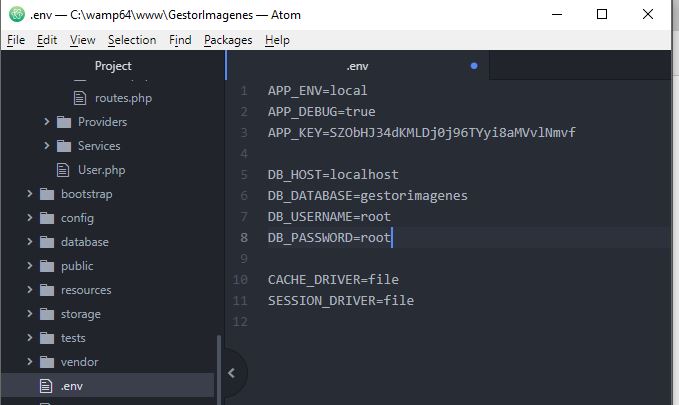 .env — C:\wamp64\www\GestorImagenes — Atom
File Edit View Selection Find Packages Help
Project
routes.php
Providers
Services
User.php
bootstrap
config
database
public
resources
storage
tests
vendor
.env
.env
1 APP_ENV=local
2 APP_DEBUG=true
3 APP_KEY=SZObHJ34dKMLDj0j96TYyi8aMVvlNmvf
4
5 DB_HOST=localhost
6 DB_DATABASE=gestorimagenes
7 DB_USERNAME=root
8 DB_PASSWORD=root
9
10 CACHE_DRIVER=file
11 SESSION_DRIVER=file
12